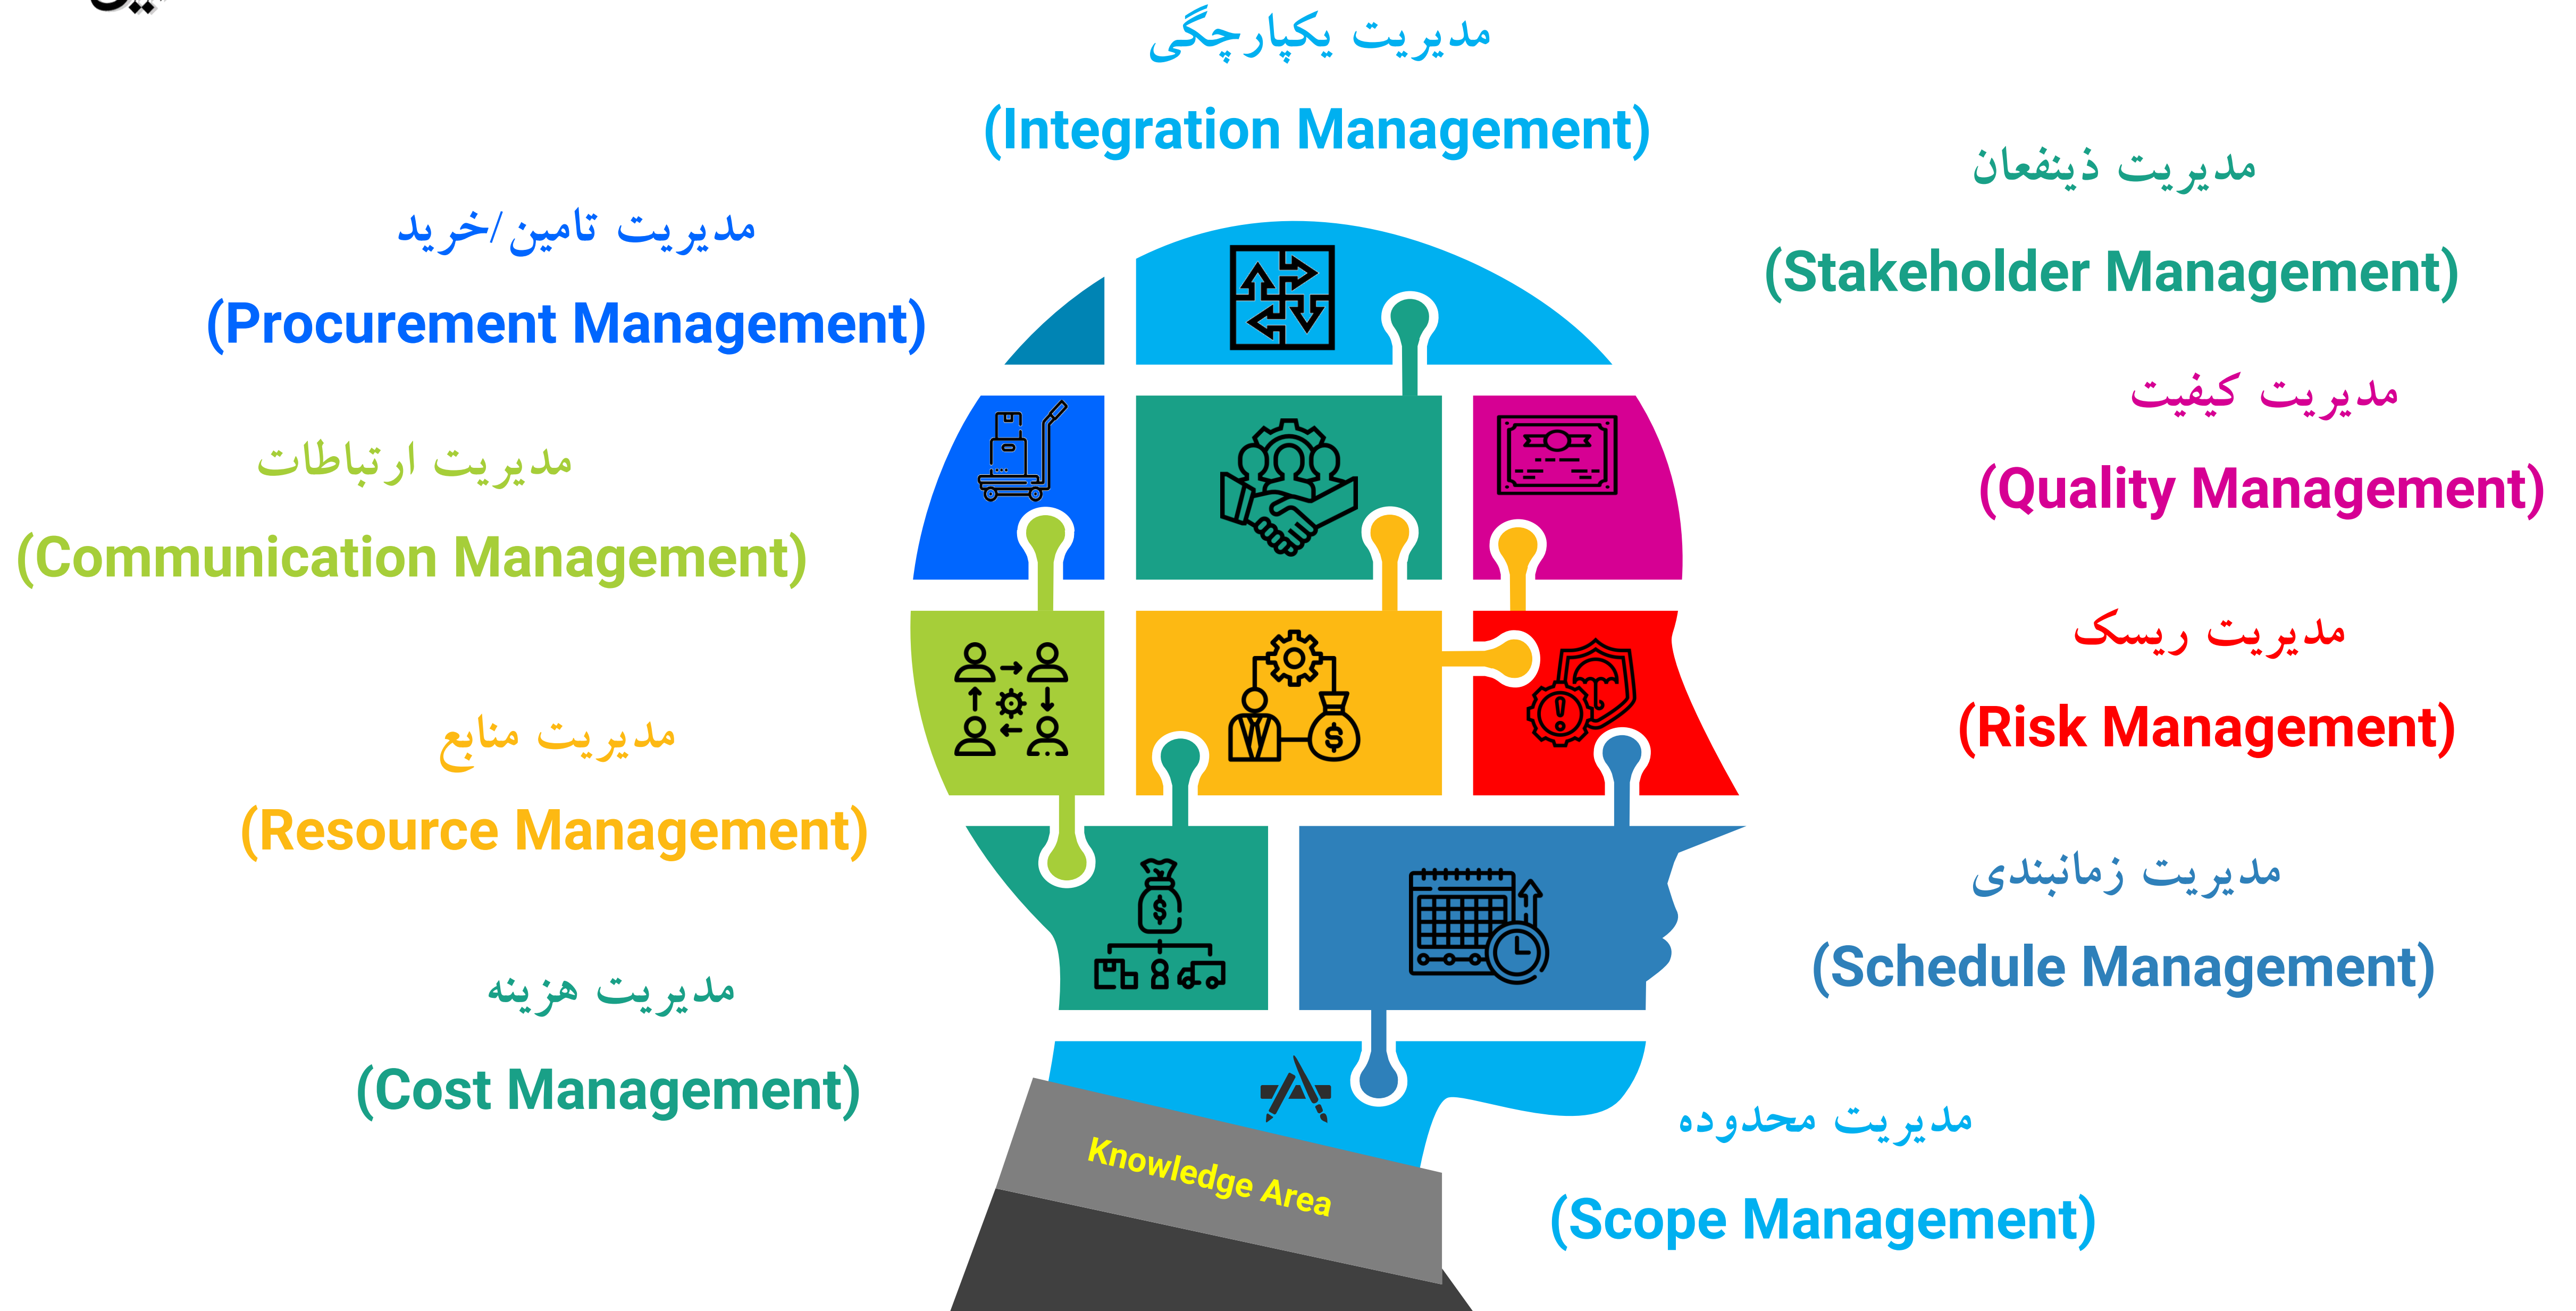 مدیریت یکپارچگی
(Integration Management)
مدیریت ذینفعان
(Stakeholder Management)
مدیریت تامین/خرید
(Procurement Management)
مدیریت کیفیت
(Quality Management)
مدیریت ارتباطات
(Communication Management)
مدیریت ریسک
(Risk Management)
مدیریت منابع
(Resource Management)
مدیریت زمانبندی
(Schedule Management)
مدیریت هزینه
(Cost Management)
مدیریت محدوده
(Scope Management)
Knowledge Area